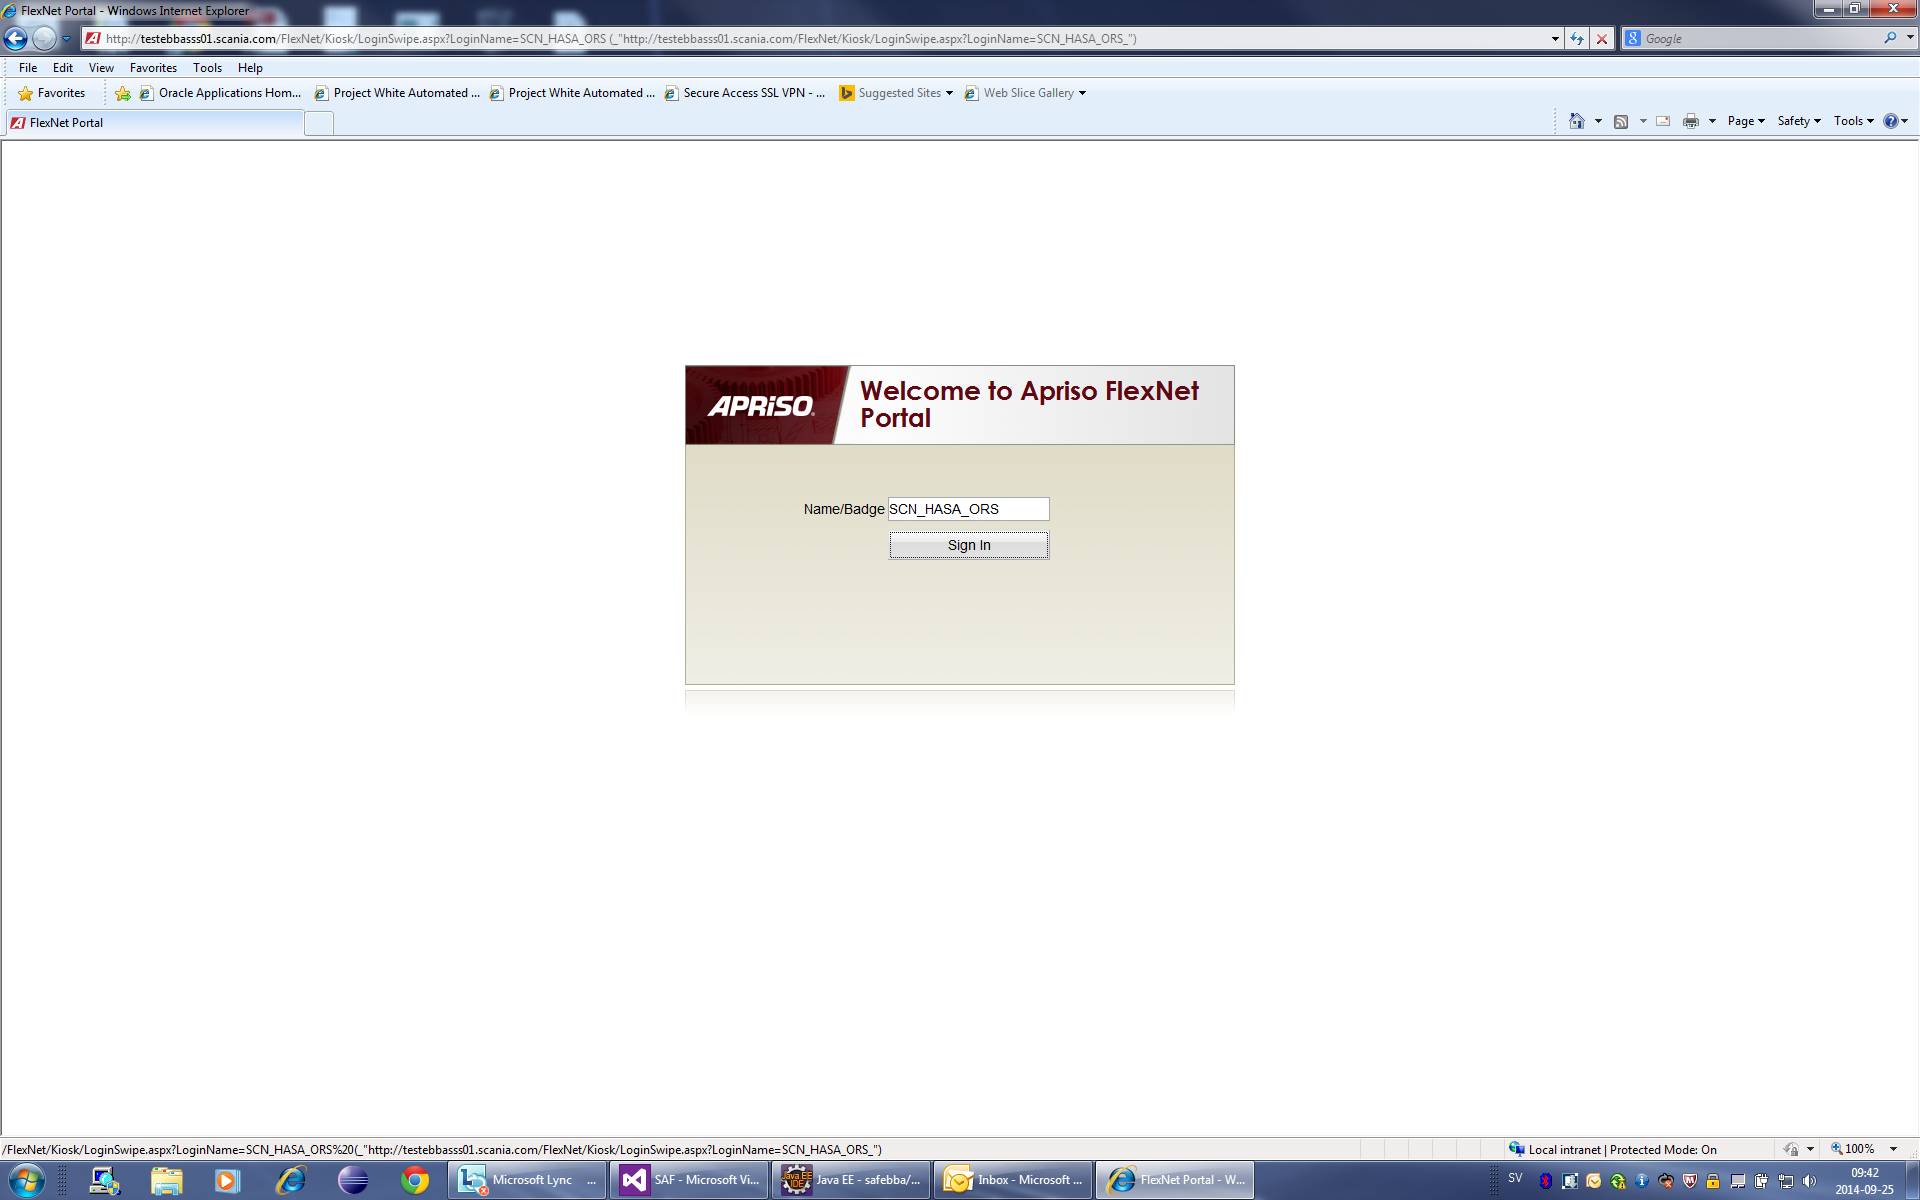 FlexNet Portal - Windows Internet Explorer
http://testebbasss01.scania.com/FlexNet/Kiosk/LoginSwipe.aspx?LoginName=SCN_HASA_ORS (_"http://testebbasss01.scania.com/FlexNet/Kiosk/LoginSwipe.aspx?LoginName=SCN_HASA_ORS_")
Google
File Edit View Favorites Tools Help
Favorites Oracle Applications Hom... Project White Automated ... Project White Automated ... Secure Access SSL VPN - ... Suggested Sites Web Slice Gallery
FlexNet Portal
Page Safety Tools
APRiSO
Welcome to Apriso FlexNet
Portal
Name/Badge SCN_HASA_ORS
Sign In
/FlexNet/Kiosk/LoginSwipe.aspx?LoginName=SCN_HASA_ORS%20(_"http://testebbasss01.scania.com/FlexNet/Kiosk/LoginSwipe.aspx?LoginName=SCN_HASA_ORS_")
Local intranet | Protected Mode: On
100%
Microsoft Lync ...
SAF - Microsoft Vi...
Java EE - safebba/...
Inbox - Microsoft ...
FlexNet Portal - W...
SV
09:42
2014-09-25